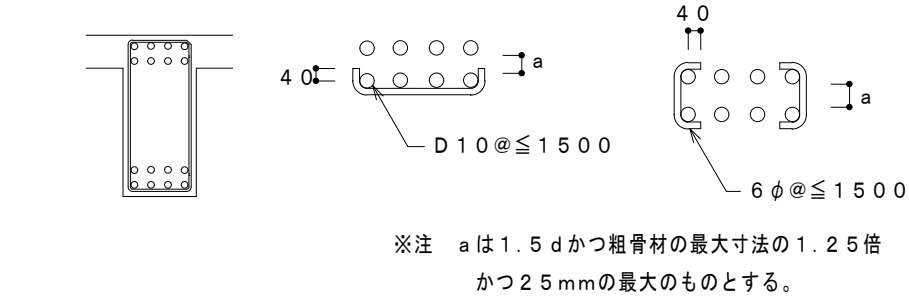 40
a
40
a
D10@≦1500
6φ@≦1500
※注 aは1.5dかつ粗骨材の最大寸法の1.25倍
かつ25mmの最大のものとする。